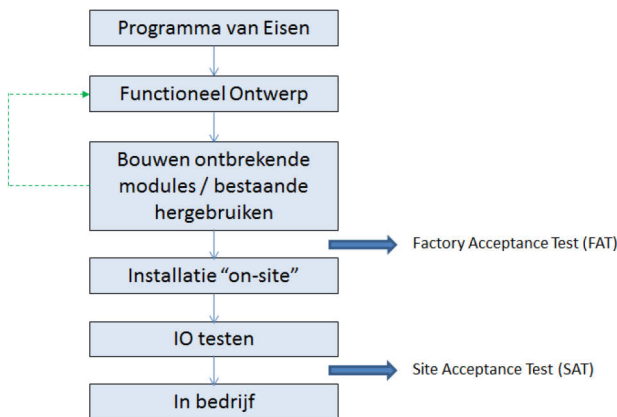 Programma van Eisen
Functioneel Ontwerp
Bouwen ontbrekende
modules / bestaande
hergebruiken
Factory Acceptance Test (FAT)
Installatie “on-site”
IO testen
Site Acceptance Test (SAT)
In bedrijf